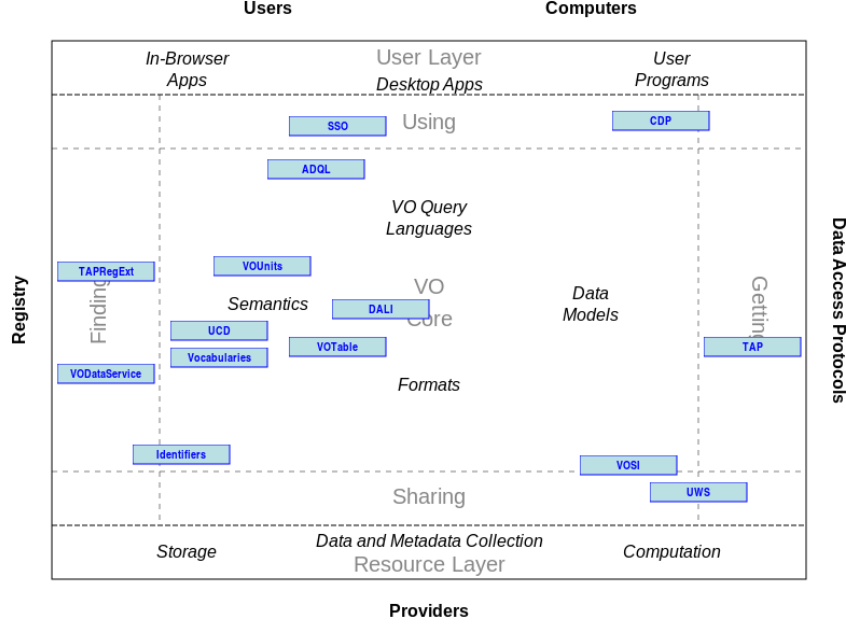 Users
Computers
In-Browser
Apps
User Layer
Desktop Apps
User
Programs
SSO
Using
CDP
ADQL
VO Query
Languages
TAPRegExt
VOUnits
Registry
Finding
Semantics
DALI
VO
Core
Data
Models
Getting
Data Access Protocols
UCD
Vocabularies
VOTable
TAP
VODataService
Formats
Identifiers
VOSI
Sharing
UWS
Storage
Data and Metadata Collection
Computation
Resource Layer
Providers